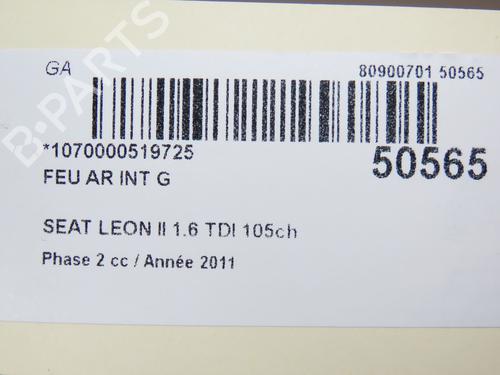 GA
80900701 50565
*1070000519725
50565
FEU AR INT G
SEAT LEON II 1.6 TDI 105ch
Phase 2 cc / Année 2011
B-PARTS